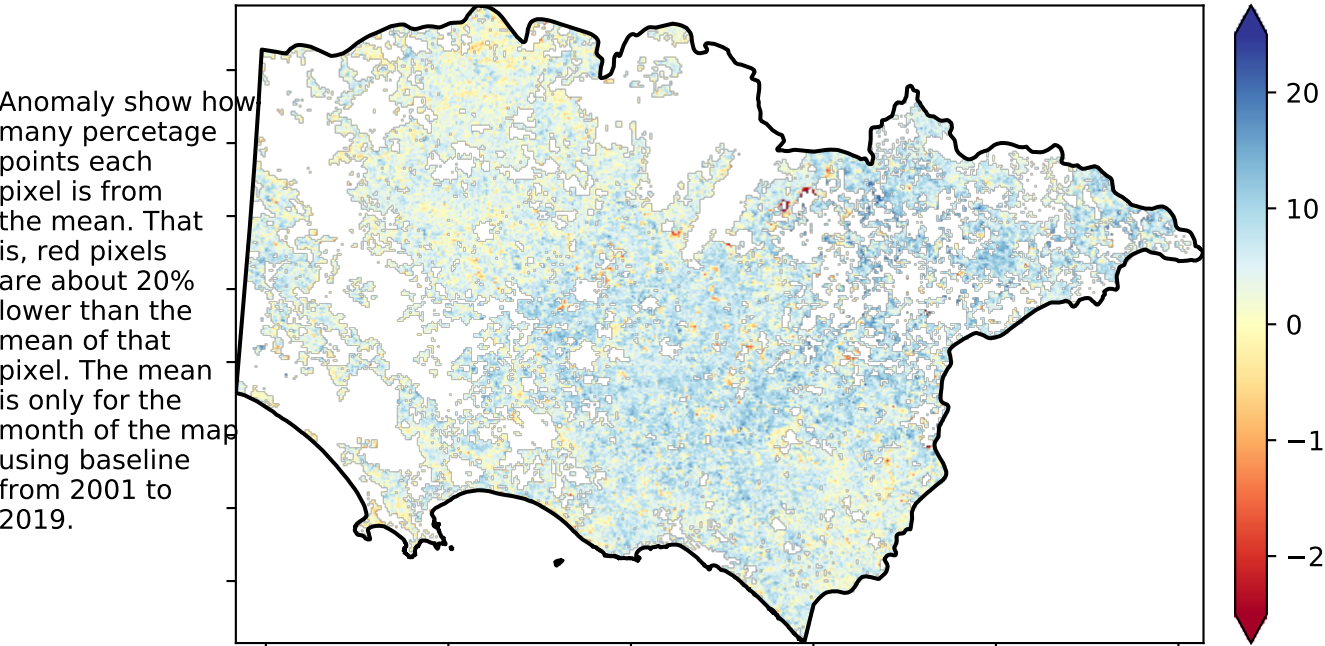 Anomaly show how
many percetage
points each
pixel is from
the mean. That
is, red pixels
are about 20%
lower than the
mean of that
pixel. The mean
is only for the
month of the map
using baseline
from 2001 to
2019.
20
10
0
−1
−2